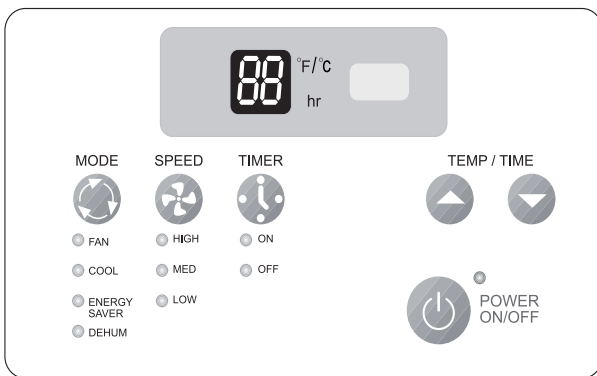 88 °F/°C
hr
MODE SPEED TIMER TEMP / TIME
FAN HIGH ON
COOL MED OFF
ENERGY SAVER LOW
DEHUM
POWER
ON/OFF